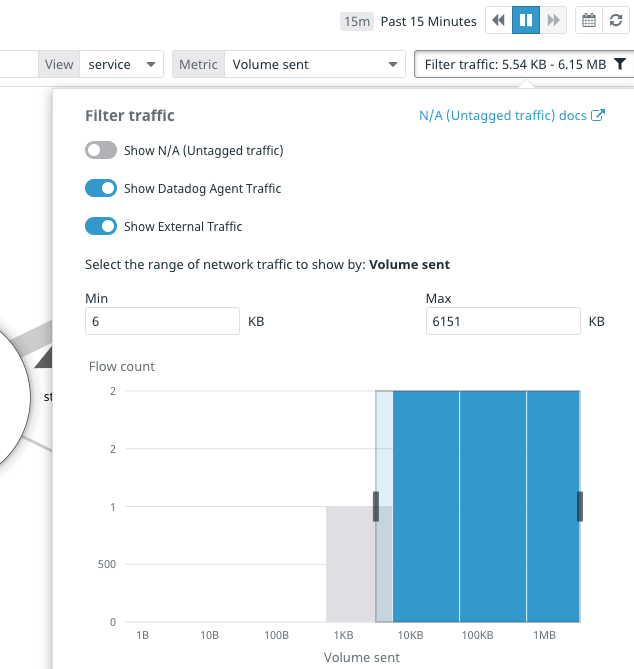 15m Past 15 Minutes
View service Metric Volume sent Filter traffic: 5.54 KB - 6.15 MB
Filter traffic N/A (Untagged traffic) docs
Show N/A (Untagged traffic)
Show Datadog Agent Traffic
Show External Traffic
Select the range of network traffic to show by: Volume sent
Min Max
6 KB 6151 KB
Flow count
2
2
1
500
0
1B 10B 100B 1KB 10KB 100KB 1MB
Volume sent
st